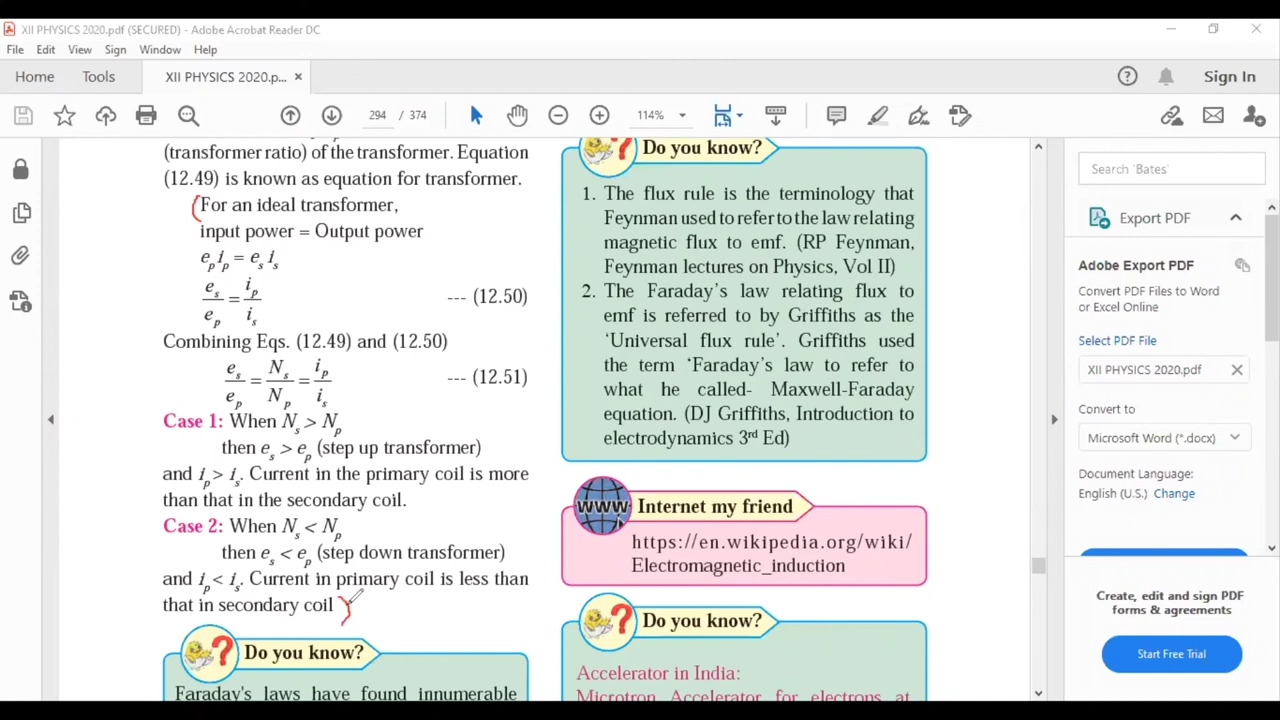 XII PHYSICS 2020.pdf (SECURED) - Adobe Acrobat Reader DC
File Edit View Sign Window Help
Home Tools XII PHYSICS 2020.p... × Sign In
294 / 374 114%
(transformer ratio) of the transformer. Equation
(12.49) is known as equation for transformer.
For an ideal transformer,
input power = Output power
e_p i_p = e_s i_s
e_s/e_p = i_p/i_s --- (12.50)
Combining Eqs. (12.49) and (12.50)
e_s/e_p = N_s/N_p = i_p/i_s --- (12.51)
Case 1: When N_s > N_p
then e_s > e_p (step up transformer)
and i_p > i_s. Current in the primary coil is more
than that in the secondary coil.
Case 2: When N_s < N_p
then e_s < e_p (step down transformer)
and i_p < i_s. Current in primary coil is less than
that in secondary coil
Do you know?
Faraday's laws have found innumerable
Do you know?
1. The flux rule is the terminology that
Feynman used to refer to the law relating
magnetic flux to emf. (RP Feynman,
Feynman lectures on Physics, Vol II)
2. The Faraday's law relating flux to
emf is referred to by Griffiths as the
'Universal flux rule'. Griffiths used
the term 'Faraday's law to refer to
what he called- Maxwell-Faraday
equation. (DJ Griffiths, Introduction to
electrodynamics 3rd Ed)
www Internet my friend
https://en.wikipedia.org/wiki/
Electromagnetic_induction
Do you know?
Accelerator in India:
Microtron Accelerator for electrons at
Search 'Bates'
Export PDF
Adobe Export PDF
Convert PDF Files to Word
or Excel Online
Select PDF File
XII PHYSICS 2020.pdf
Convert to
Microsoft Word (*.docx)
Document Language:
English (U.S.) Change
Create, edit and sign PDF
forms & agreements
Start Free Trial